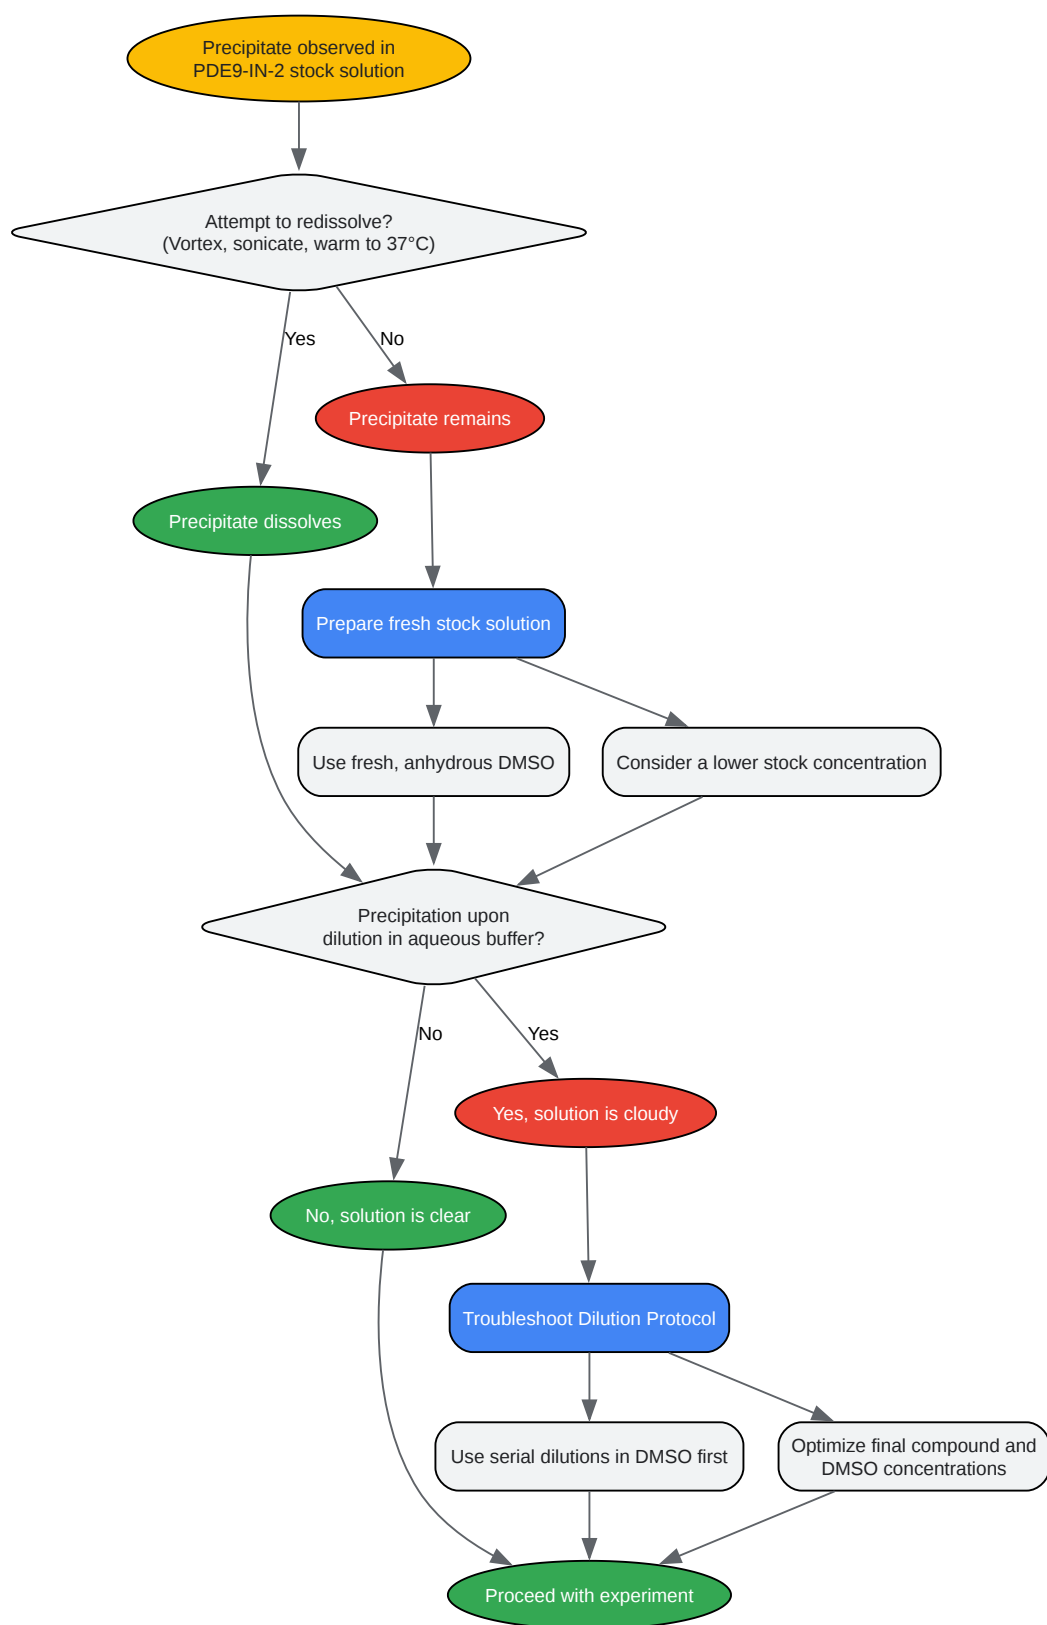 Precipitate observed in
PDE9-IN-2 stock solution
Attempt to redissolve?
(Vortex, sonicate, warm to 37°C)
Yes
No
Precipitate remains
Precipitate dissolves
Prepare fresh stock solution
Use fresh, anhydrous DMSO
Consider a lower stock concentration
Precipitation upon
dilution in aqueous buffer?
No
Yes
Yes, solution is cloudy
No, solution is clear
Troubleshoot Dilution Protocol
Use serial dilutions in DMSO first
Optimize final compound and
DMSO concentrations
Proceed with experiment